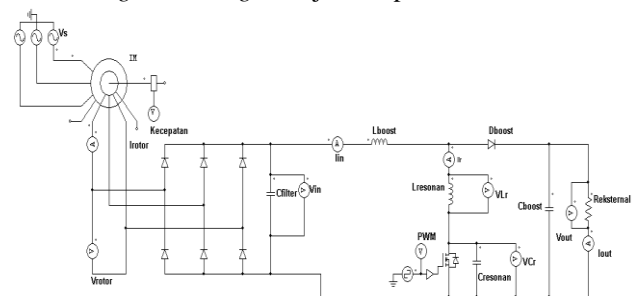 Vs
IM
Kecepatan
Irotor
Vrotor
Iin
Lboost
Dboost
Cfilter
Vin
Ir
Lresonan
VLr
Cboost
Reksternal
Vout
Iout
PWM
Cresonan
VCr